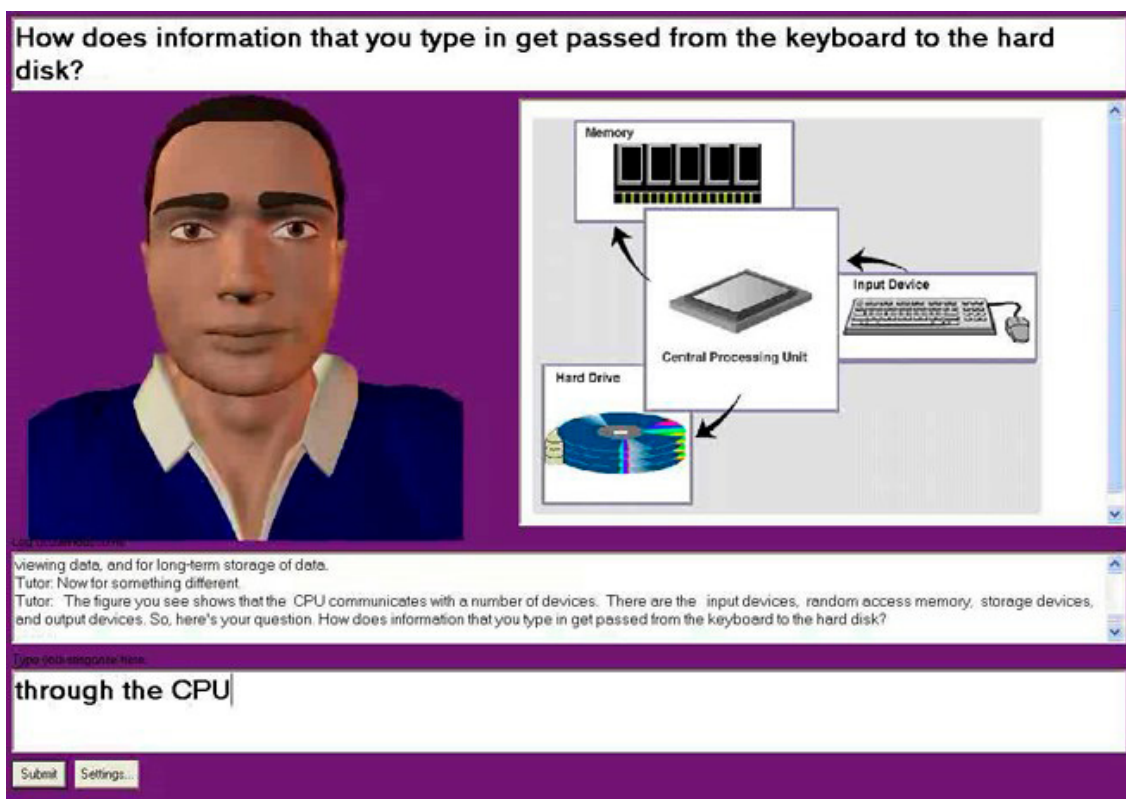 How does information that you type in get passed from the keyboard to the hard
disk?
Memory
Input Device
Central Processing Unit
Hard Drive
viewing data, and for long-term storage of data.
Tutor: Now for something different.
Tutor: The figure you see shows that the CPU communicates with a number of devices. There are the input devices, random access memory, storage devices,
and output devices. So, here's your question. How does information that you type in get passed from the keyboard to the hard disk?
Type your response here:
through the CPU
Submit
Settings...